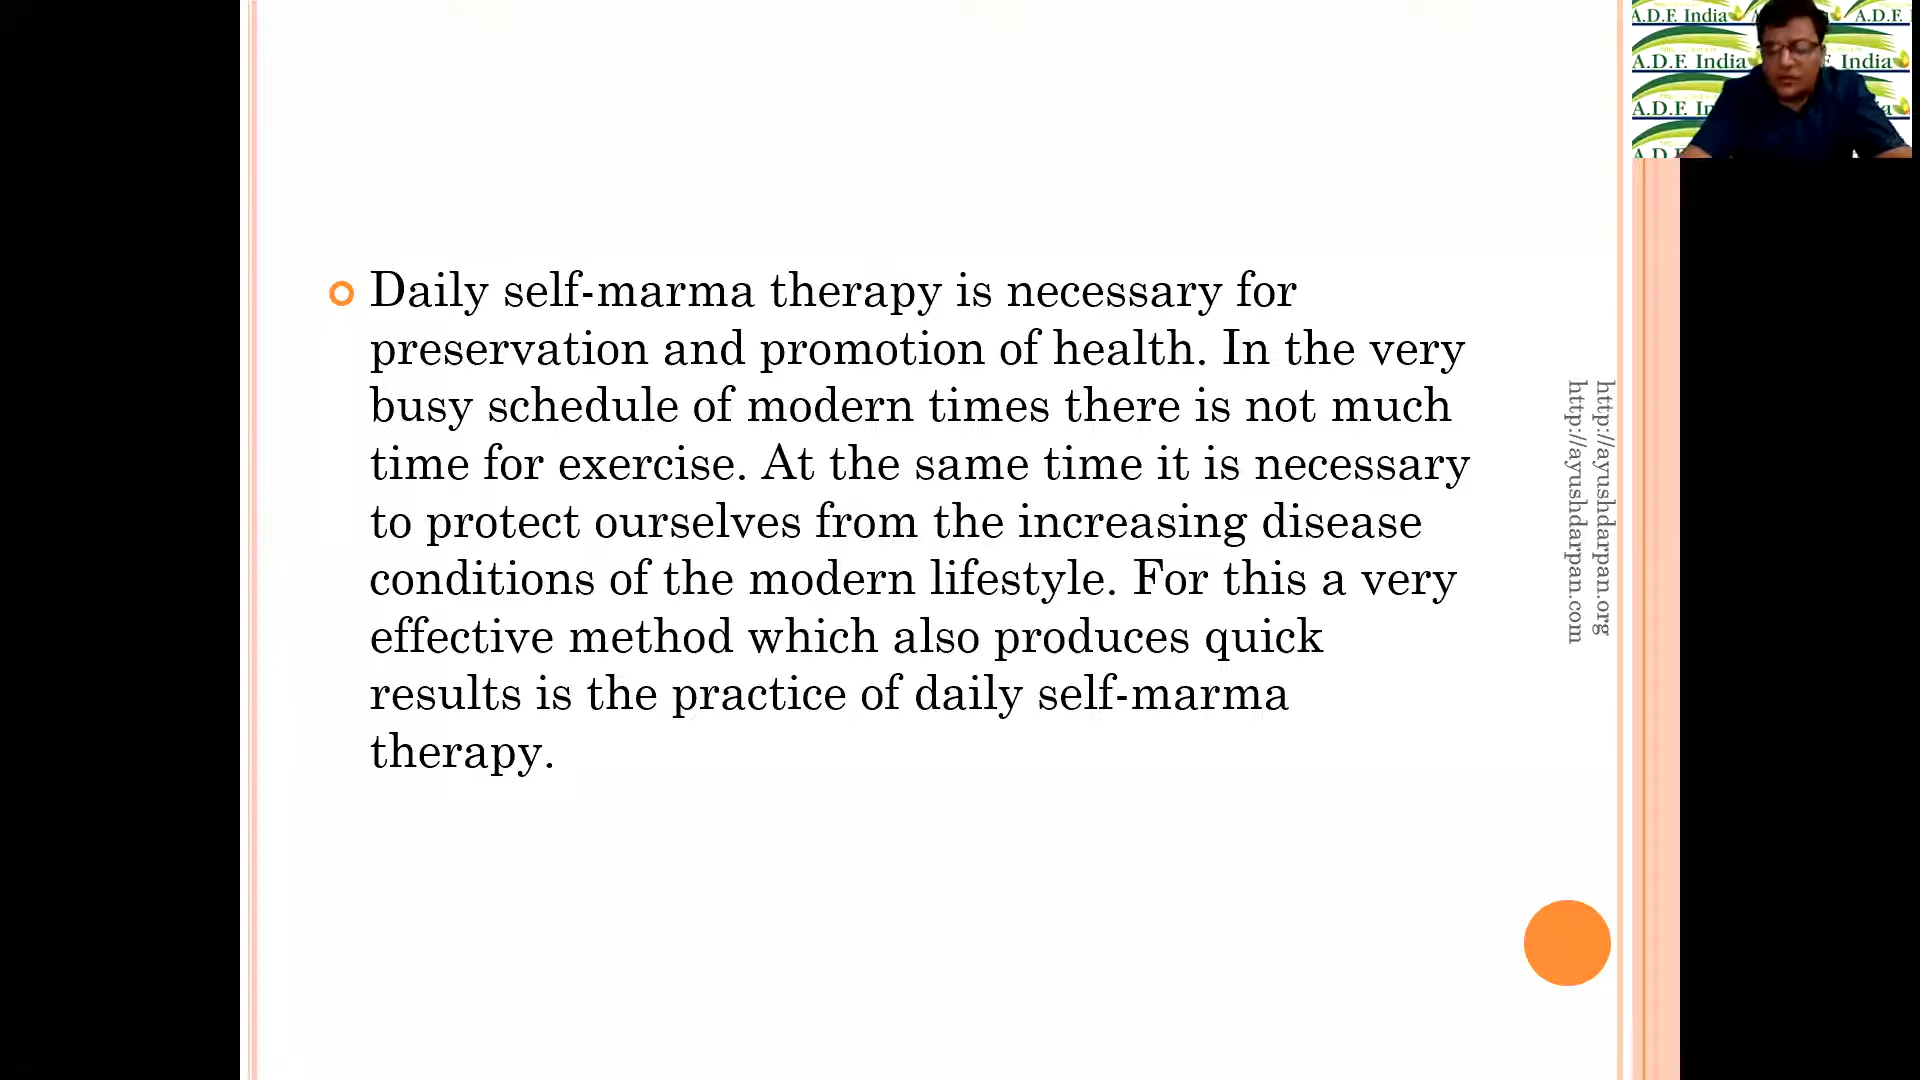 Daily self-marma therapy is necessary for
preservation and promotion of health. In the very
busy schedule of modern times there is not much
time for exercise. At the same time it is necessary
to protect ourselves from the increasing disease
conditions of the modern lifestyle. For this a very
effective method which also produces quick
results is the practice of daily self-marma
therapy.
http://ayushdarpan.org
http://ayushdarpan.com
A.D.F. India
A.D.F.
A.D.F. India
India
A.D.F.